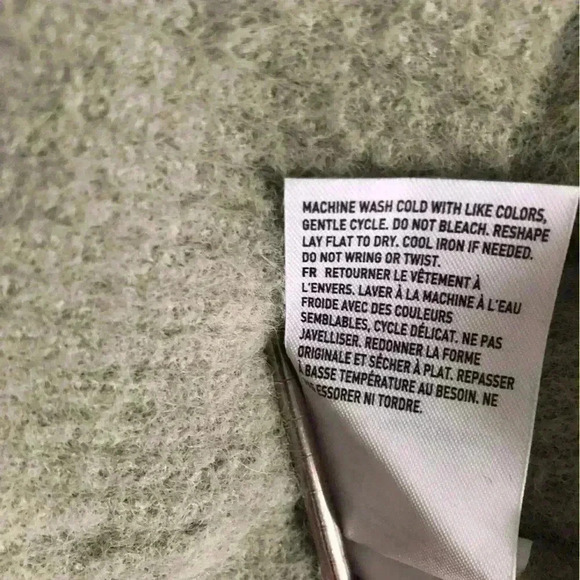 MACHINE WASH COLD WITH LIKE COLORS,
GENTLE CYCLE. DO NOT BLEACH. RESHAPE
LAY FLAT TO DRY. COOL IRON IF NEEDED.
DO NOT WRING OR TWIST.
FR RETOURNER LE VÊTEMENT À
L'ENVERS. LAVER À LA MACHINE À L'EAU
FROIDE AVEC DES COULEURS
SEMBLABLES, CYCLE DÉLICAT. NE PAS
JAVELLISER. REDONNER LA FORME
ORIGINALE ET SÉCHER À PLAT. REPASSER
À BASSE TEMPÉRATURE AU BESOIN. NE
ESSORER NI TORDRE.